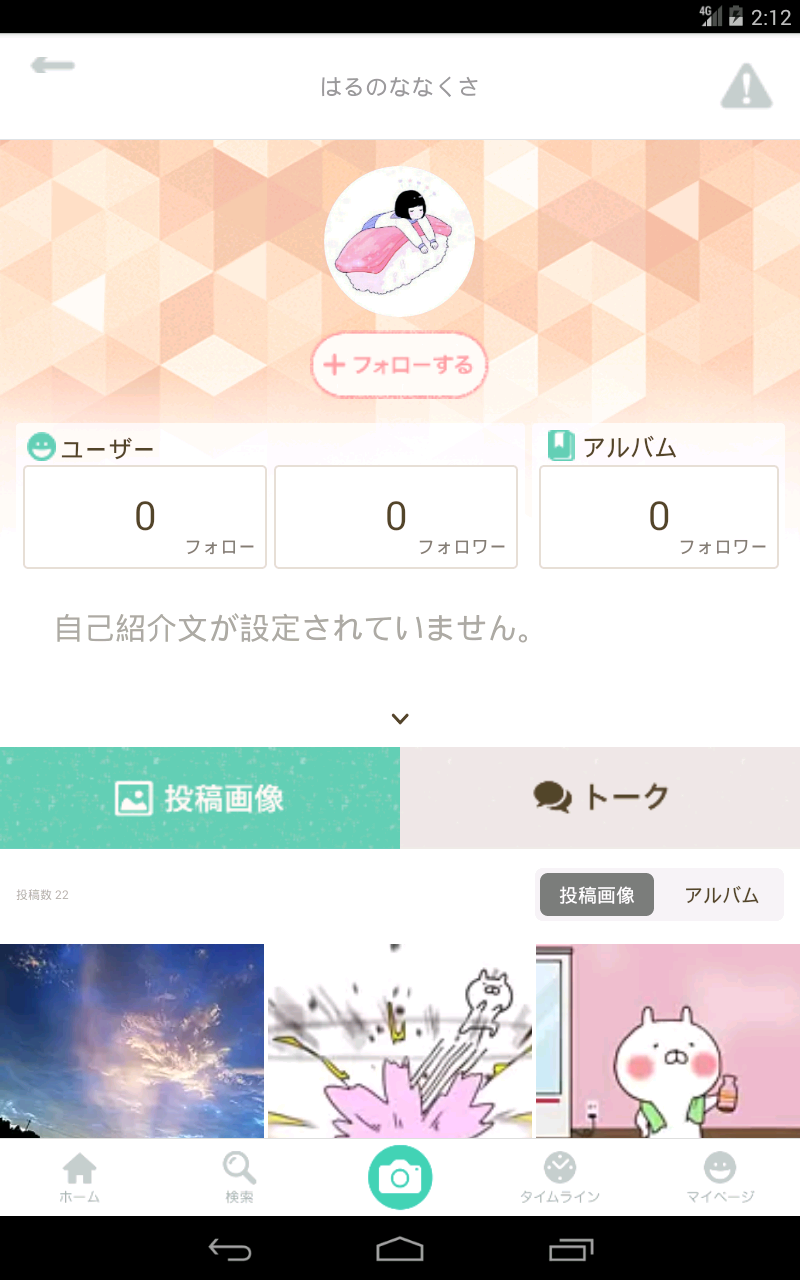 4G 2:12
はるのななくさ
+ フォローする
ユーザー
アルバム
0
フォロー
0
フォロワー
0
フォロワー
自己紹介文が設定されていません。
投稿画像
トーク
投稿数 22
投稿画像
アルバム
ホーム
検索
タイムライン
マイページ